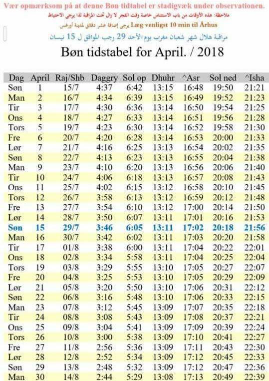 Vær opmærksom på at denne Bøn tidstabel er stadigvæk under observationen.
ملاحظة: هذه الأوقات من باب الاستئناس خاصة وقت الفجر لا زال تحت المراقبة لذا يرجى الاحتياط
Læg venligst 10 min til Århus
مراقبة هلال شهر شعبان مغرب يوم الأحد 29 رجب الموافق ل 15 نيسان
Bøn tidstabel for April. / 2018
Dag April Raj/Shb Daggry Sol op Dhuhr ^Asr Sol ned ^Isha
Søn 1 15/7 4:37 6:42 13:15 16:48 19:50 21:21
Man 2 16/7 4:34 6:39 13:15 16:49 19:52 21:23
Tir 3 17/7 4:30 6:36 13:14 16:50 19:54 21:25
Ons 4 18/7 4:27 6:33 13:14 16:51 19:56 21:28
Tors 5 19/7 4:23 6:30 13:14 16:52 19:58 21:30
Fre 6 20/7 4:20 6:28 13:14 16:53 20:00 21:33
Lør 7 21/7 4:16 6:25 13:13 16:54 20:02 21:35
Søn 8 22/7 4:13 6:23 13:13 16:55 20:04 21:38
Man 9 23/7 4:10 6:20 13:13 16:56 20:06 21:40
Tir 10 24/7 4:06 6:18 13:13 16:57 20:08 21:43
Ons 11 25/7 4:02 6:15 13:12 16:58 20:10 21:45
Tors 12 26/7 3:58 6:13 13:12 16:59 20:12 21:48
Fre 13 27/7 3:54 6:10 13:12 17:00 20:14 21:50
Lør 14 28/7 3:50 6:07 13:11 17:01 20:16 21:53
Søn 15 29/7 3:46 6:05 13:11 17:02 20:18 21:56
Man 16 30/7 3:42 6:02 13:11 17:03 20:20 21:58
Tir 17 01/8 3:38 6:00 13:11 17:04 20:22 22:01
Ons 18 02/8 3:34 5:58 13:11 17:04 20:25 22:04
Tors 19 03/8 3:29 5:55 13:10 17:05 20:27 22:07
Fre 20 04/8 3:25 5:53 13:10 17:05 20:29 22:09
Lør 21 05/8 3:20 5:50 13:10 17:06 20:31 22:12
Søn 22 06/8 3:16 5:48 13:10 17:06 20:33 22:15
Man 23 07/8 3:12 5:45 13:09 17:07 20:35 22:18
Tir 24 08/8 3:08 5:43 13:09 17:08 20:37 22:21
Ons 25 09/8 3:04 5:41 13:09 17:09 20:39 22:24
Tors 26 10/8 3:00 5:38 13:09 17:10 20:41 22:27
Fre 27 11/8 2:56 5:36 13:09 17:11 20:43 22:30
Lør 28 12/8 2:52 5:34 13:09 17:12 20:45 22:33
Søn 29 13/8 2:48 5:32 13:09 17:12 20:47 22:36
Man 30 14/8 2:44 5:29 13:08 17:13 20:49 22:39